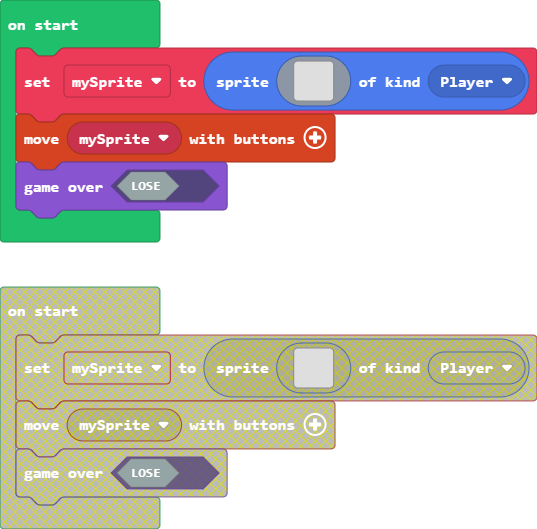 on start
set mySprite to sprite of kind Player
move mySprite with buttons
game over LOSE
on start
set mySprite to sprite of kind Player
move mySprite with buttons
game over LOSE